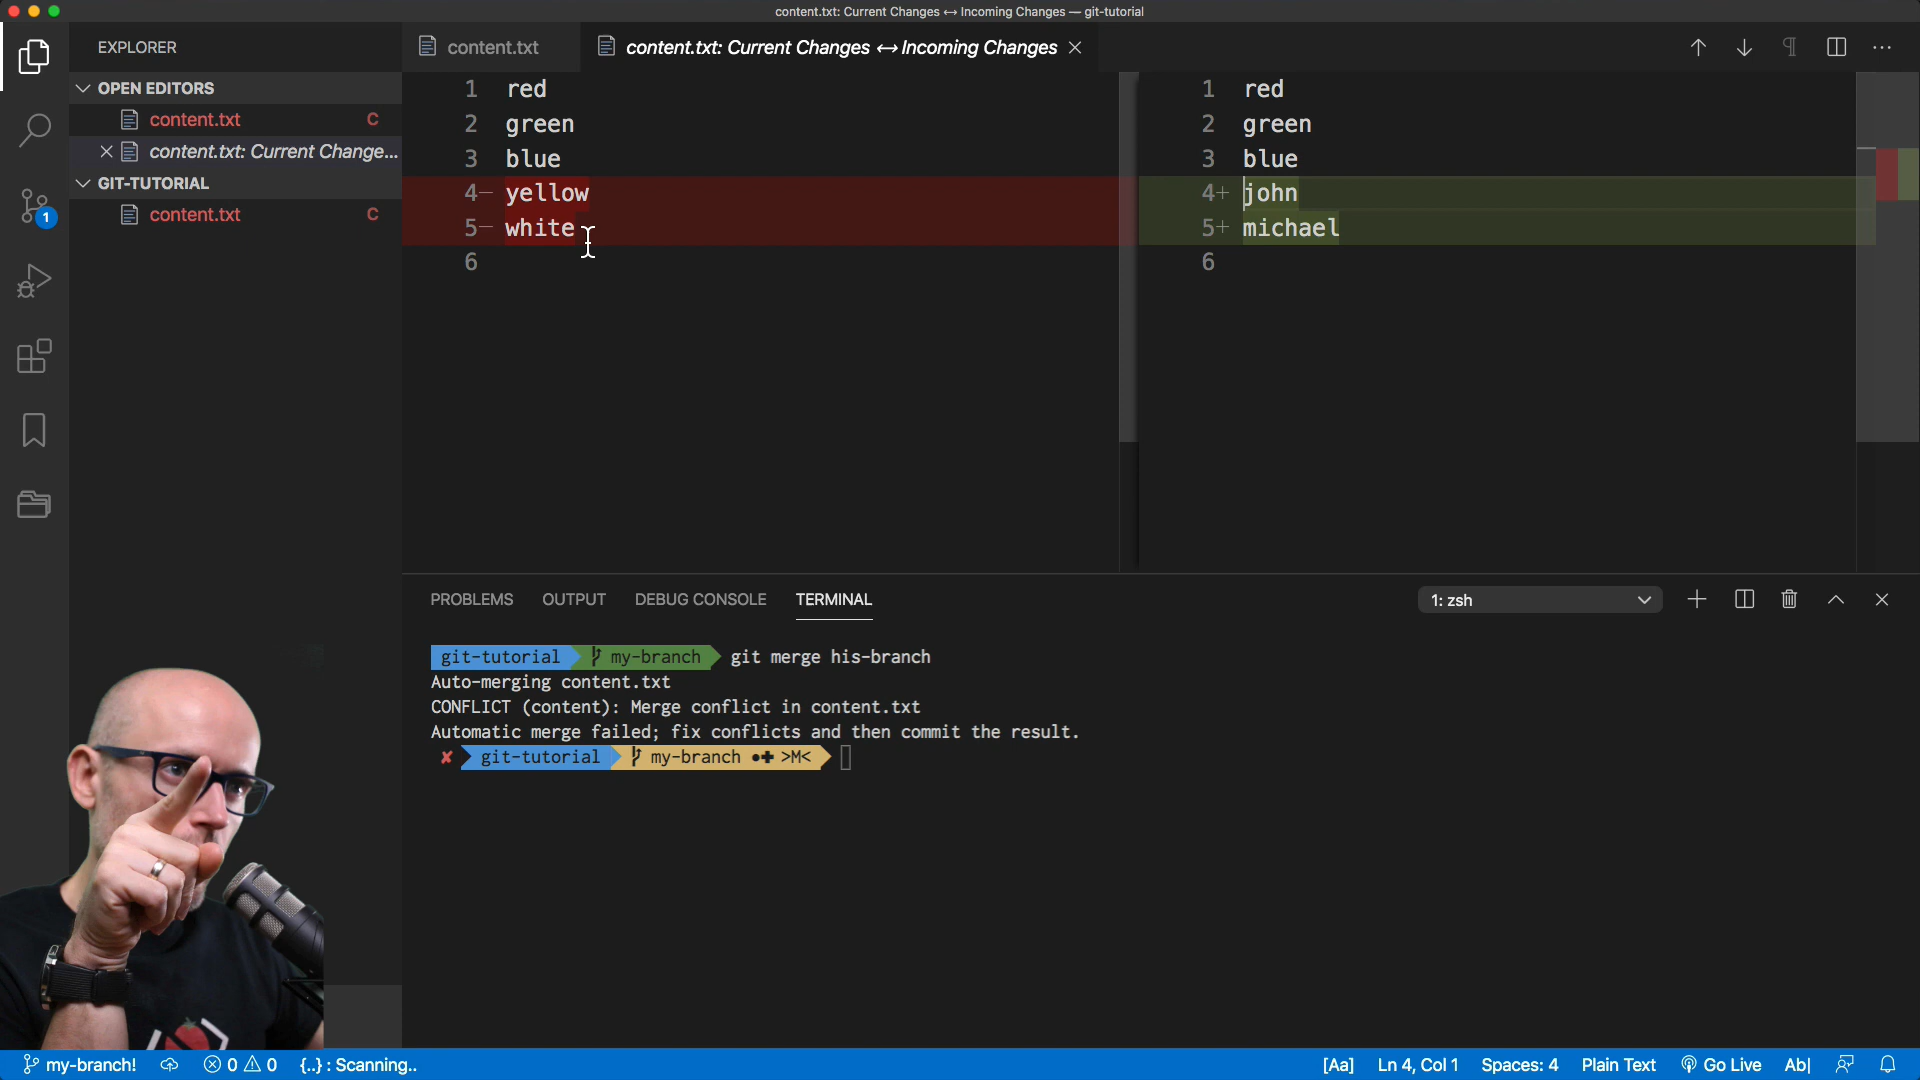 content.txt: Current Changes ↔ Incoming Changes — git-tutorial
EXPLORER
OPEN EDITORS
content.txt C
content.txt: Current Change...
GIT-TUTORIAL
content.txt C
1
content.txt
content.txt: Current Changes ↔ Incoming Changes
1 red
2 green
3 blue
4− yellow
5− white
6
1 red
2 green
3 blue
4+ john
5+ michael
6
PROBLEMS OUTPUT DEBUG CONSOLE TERMINAL
1: zsh
git-tutorial my-branch git merge his-branch
Auto-merging content.txt
CONFLICT (content): Merge conflict in content.txt
Automatic merge failed; fix conflicts and then commit the result.
✘ git-tutorial my-branch ●✚ >M<
my-branch! 0 0 {..} : Scanning.. [Aa] Ln 4, Col 1 Spaces: 4 Plain Text Go Live Ab|